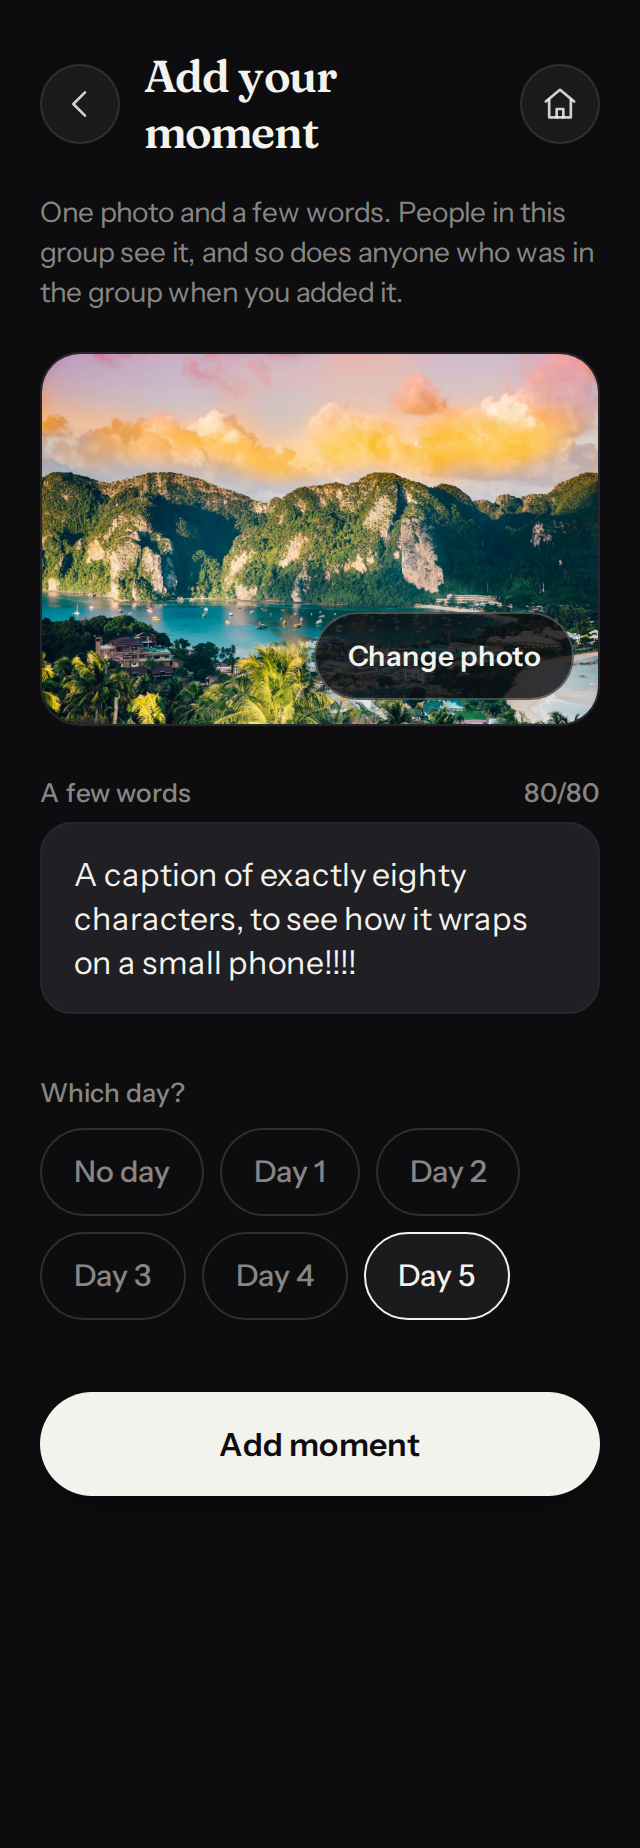 Add your
moment
One photo and a few words. People in this
group see it, and so does anyone who was in
the group when you added it.
Change photo
A few words 80/80
A caption of exactly eighty
characters, to see how it wraps
on a small phone!!!!
Which day?
No day Day 1 Day 2
Day 3 Day 4 Day 5
Add moment